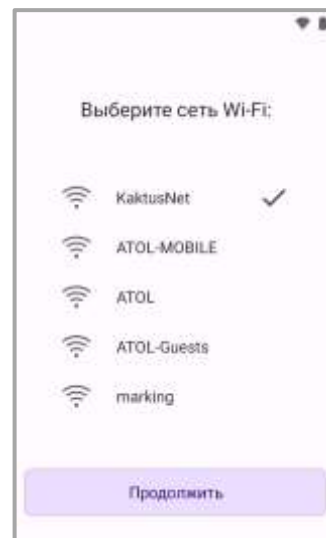 Выберите сеть Wi-Fi:
KaktusNet
ATOL-MOBILE
ATOL
ATOL-Guests
marking
Продолжить